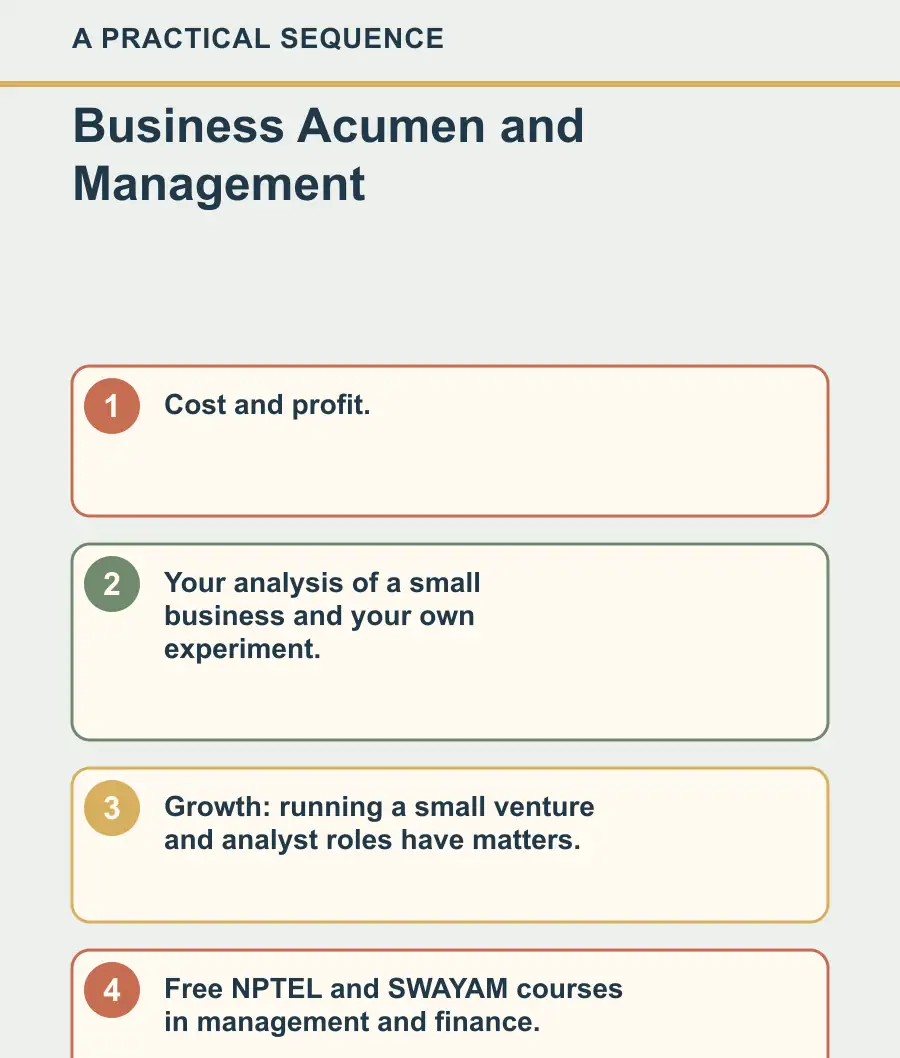 A PRACTICAL SEQUENCE
Business Acumen and
Management
1
Cost and profit.
2
Your analysis of a small
business and your own
experiment.
3
Growth: running a small venture
and analyst roles have matters.
4
Free NPTEL and SWAYAM courses
in management and finance.